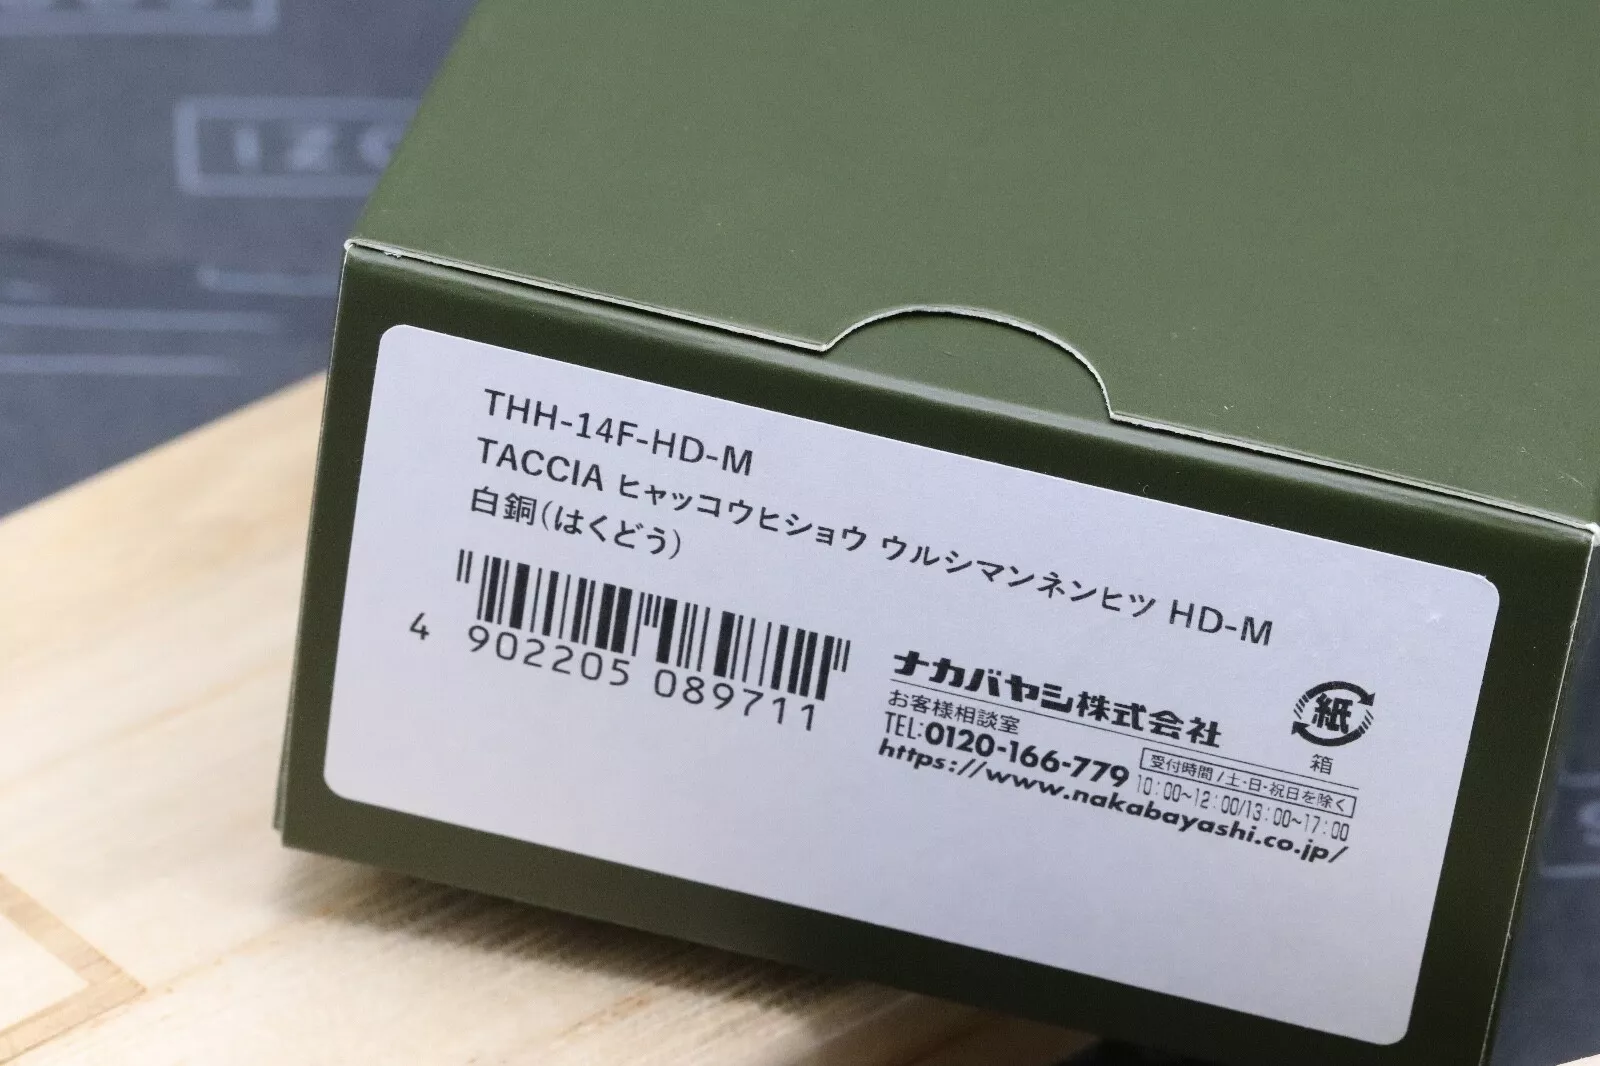 THH-14F-HD-M
TACCIA ヒャッコウヒショウ ウルシマンネンヒツ HD-M
白銅(はくどう)
4 902205 089711
ナカバヤシ株式会社
お客様相談室
TEL:0120-166-779
受付時間/土・日・祝日を除く
10:00~12:00/13:00~17:00
https://www.nakabayashi.co.jp/
紙
箱